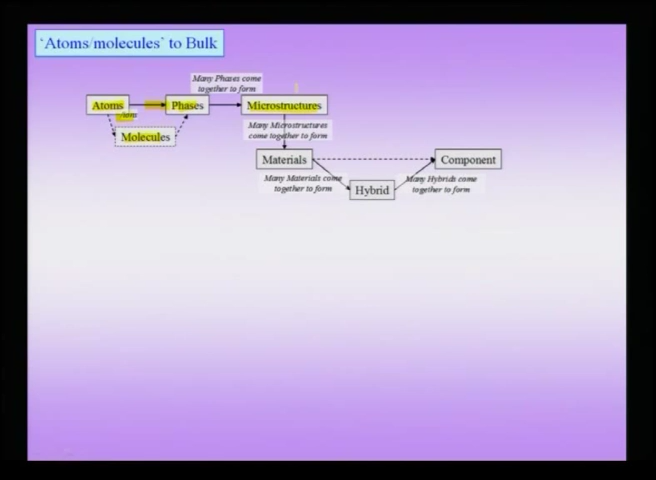 ‘Atoms/molecules` to Bulk
Many Phases come
together to form
Atoms
Phases
Microstructures
Molecules
Many Microstructures
come together to form
Materials
Component
Many Materials come
together to form
Hybrid
Many Hybrids come
together to form